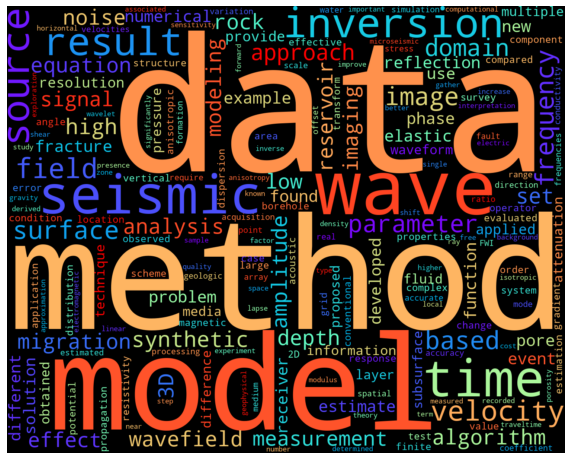 associated
variation
sensitivity
water
important
simulation
computational
microseismic
stress
multiple
horizontal
velocities
noise
numerical
rock
inversion
new
source
result
structure
provide
effective
scale
domain
component
compared
equation
approach
forward
improve
reflection
resolution
modeling
gather
increase
interpretation
conductivity
exploration
wavelet
significantly
pressure
anisotropic
formation
example
reservoir
transform
better
use
survey
signal
data
image
frequency
angle
shear
high
imaging
offset
phase
waveform
fault
electric
frequencies
study
presence
zone
area
inverse
elastic
single
fracture
dispersion
range
direction
error
vertical
require
anisotropy
low
wave
ratio
field
seismic
known
found
set
gravity
derived
borehole
acquisition
parameter
operator
evaluated
condition
location
surface
analysis
amplitude
density
shift
FWI
background
applied
attenuation
observed
sample
point
factor
real
properties
ray
technique
method
developed
function
gradient
estimation
application
approximation
distribution
electromagnetic
scheme
quality
geologic
case
large
array
space
acoustic
type
proposed
conventional
higher
free
isotropic
order
fluid
complex
accurate
system
local
mode
problem
media
magnetic
lapse
grid
linear
migration
synthetic
depth
based
change
pore
cost
different
solution
obtained
estimated
processing
experiment
2D
information
response
accuracy
event
model
time
potential
resistivity
3D
difference
geophysical
modulus
medium
receiver
layer
spatial
subsurface
measured
recorded
porosity
velocity
propagation
step
estimate
theory
term
value
traveltime
effect
near
wavefield
measurement
test
finite
algorithm
number
determined
coefficient